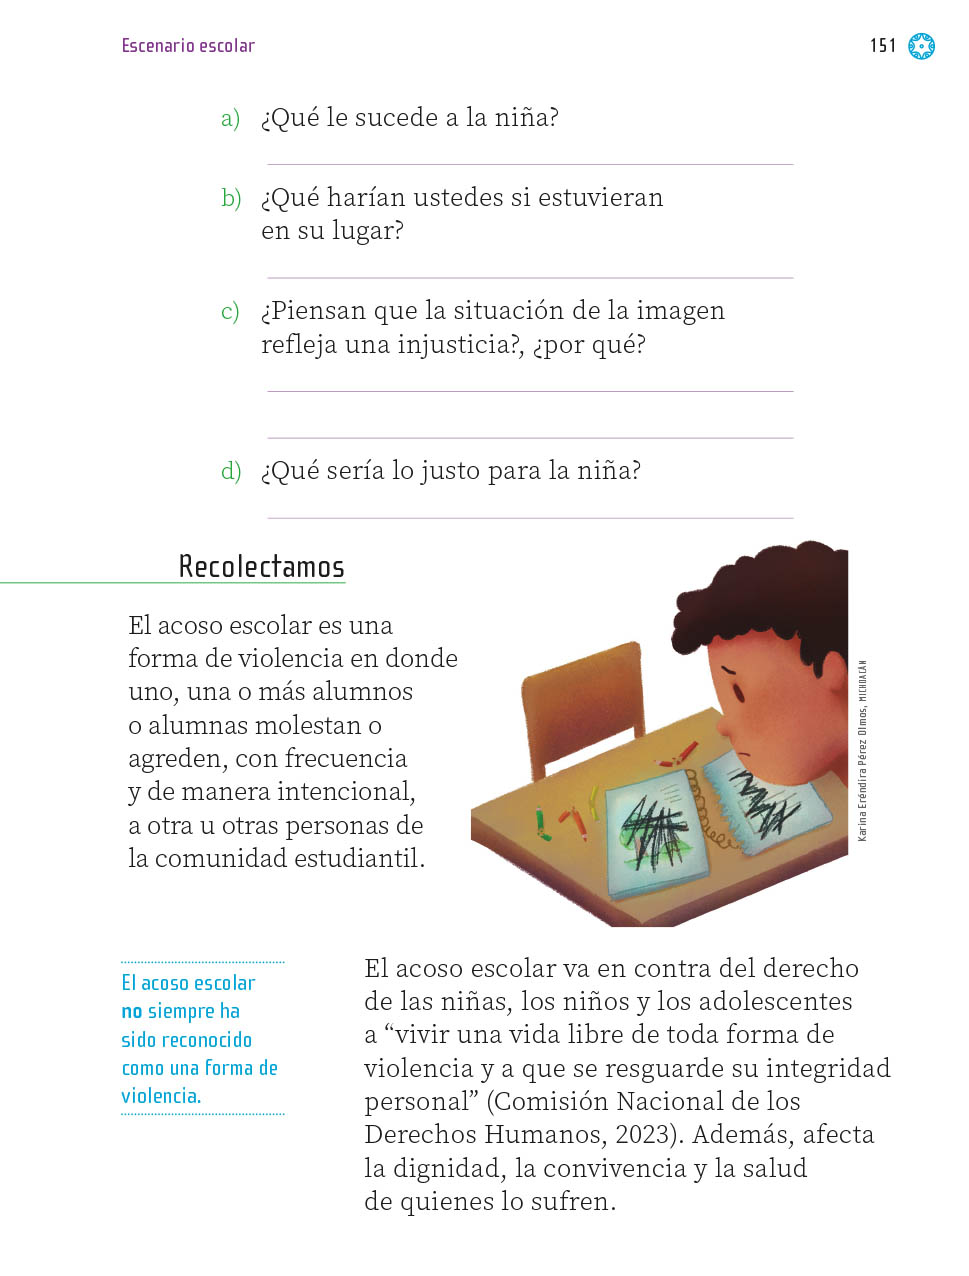 Escenario escolar
151
a) ¿Qué le sucede a la niña?
b) ¿Qué harían ustedes si estuvieran
en su lugar?
c) ¿Piensan que la situación de la imagen
refleja una injusticia?, ¿por qué?
d) ¿Qué sería lo justo para la niña?
Recolectamos
El acoso escolar es una
forma de violencia en donde
uno, una o más alumnos
o alumnas molestan o
agreden, con frecuencia
y de manera intencional,
a otra u otras personas de
la comunidad estudiantil.
Karina Eréndira Pérez Olmos, MICHOACÁN
El acoso escolar
no siempre ha
sido reconocido
como una forma de
violencia.
El acoso escolar va en contra del derecho
de las niñas, los niños y los adolescentes
a “vivir una vida libre de toda forma de
violencia y a que se resguarde su integridad
personal” (Comisión Nacional de los
Derechos Humanos, 2023). Además, afecta
la dignidad, la convivencia y la salud
de quienes lo sufren.